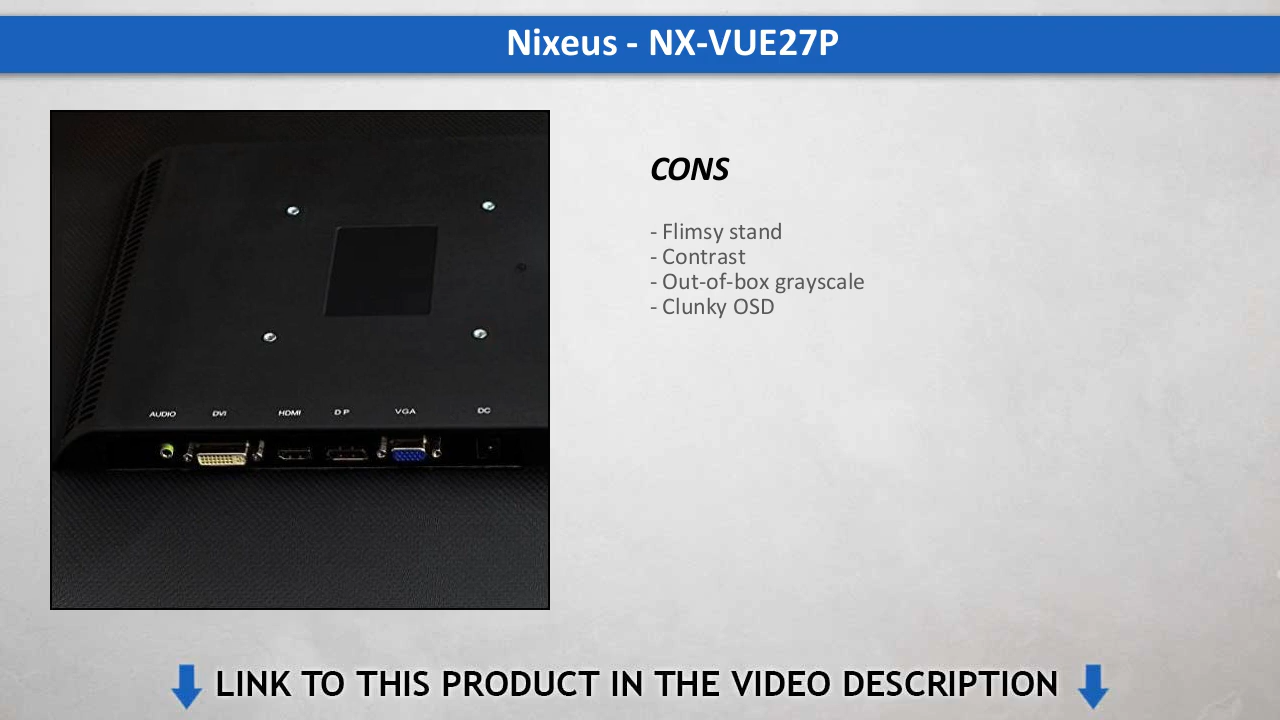 Nixeus - NX-VUE27P
CONS
- Flimsy stand
- Contrast
- Out-of-box grayscale
- Clunky OSD
AUDIO DVI HDMI D P VGA DC
LINK TO THIS PRODUCT IN THE VIDEO DESCRIPTION